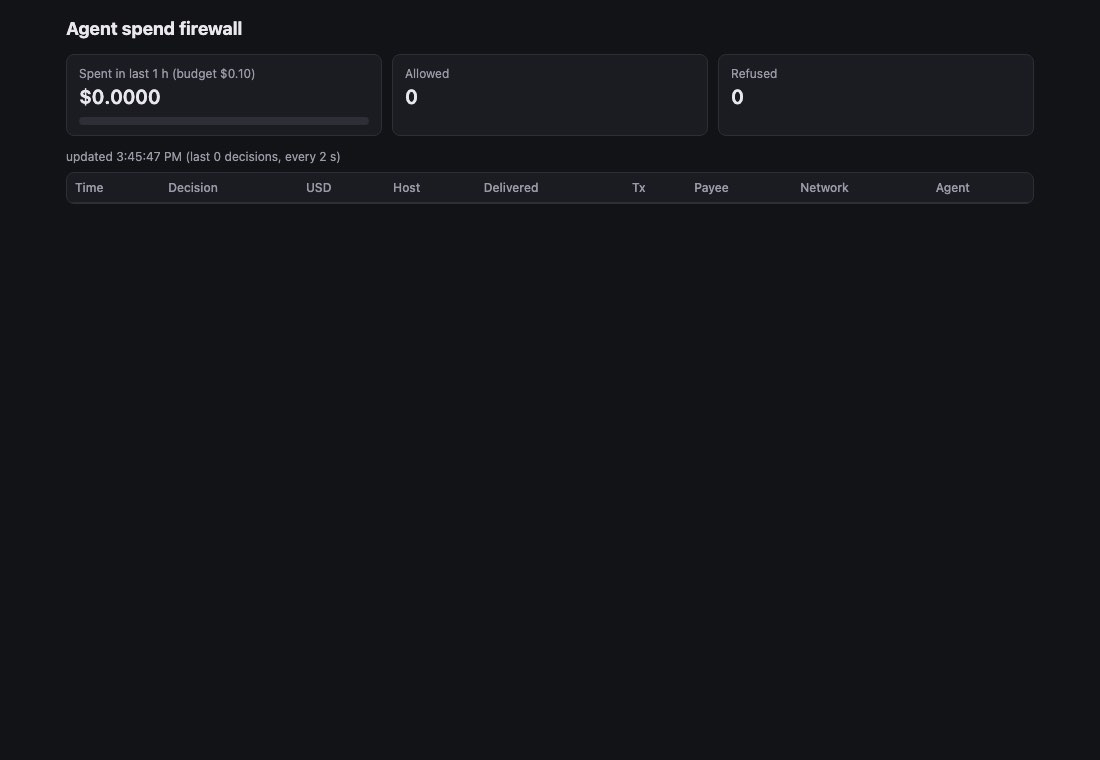 Agent spend firewall
Spent in last 1 h (budget $0.10)
$0.0000
Allowed
0
Refused
0
updated 3:45:47 PM (last 0 decisions, every 2 s)
Time Decision USD Host Delivered Tx Payee Network Agent